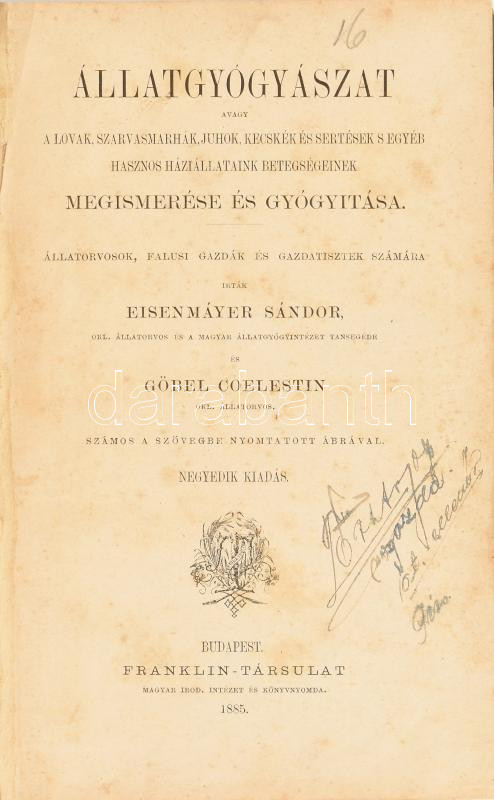 16
ÁLLATGYÓGYÁSZAT
AVAGY
A LOVAK, SZARVASMARHÁK, JUHOK, KECSKÉK ÉS SERTÉSEK S EGYÉB
HASZNOS HÁZIÁLLATAINK BETEGSÉGEINEK
MEGISMERÉSE ÉS GYÓGYITÁSA.
ÁLLATORVOSOK, FALUSI GAZDÁK ÉS GAZDATISZTEK SZÁMÁRA
IRTÁK
EISENMÁYER SÁNDOR,
OKL. ÁLLATORVOS ÉS A MAGYAR ÁLLATGYÓGYINTÉZET TANSEGÉDE
ÉS
GÖBEL COELESTIN
OKL. ÁLLATORVOS.
darabanth
SZÁMOS A SZÖVEGBE NYOMTATOTT ÁBRÁVAL.
NEGYEDIK KIADÁS.
BUDAPEST.
FRANKLIN-TÁRSULAT
MAGYAR IROD. INTÉZET ÉS KÖNYVNYOMDA.
1885.